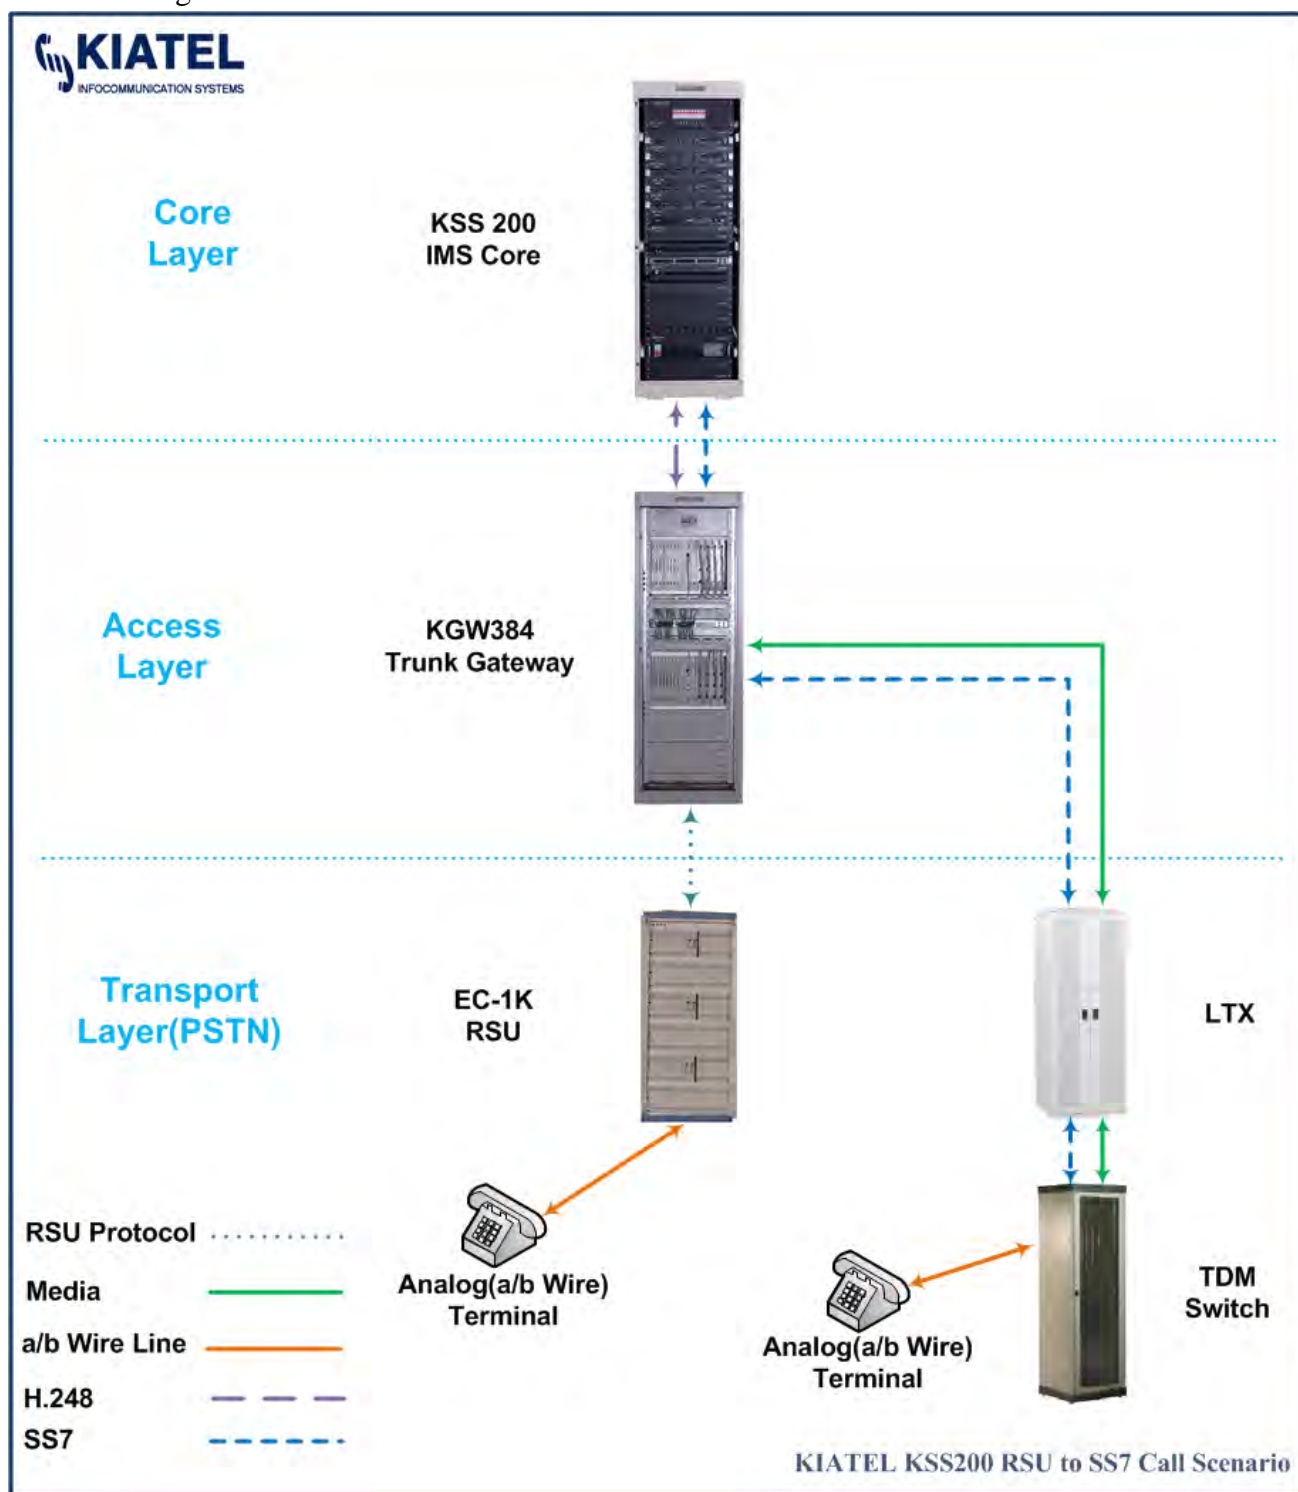 KIATEL
INFOCOMMUNICATION SYSTEMS
Core
Layer
KSS 200
IMS Core
Access
Layer
KGW384
Trunk Gateway
Transport
Layer(PSTN)
EC-1K
RSU
LTX
RSU Protocol
Media
a/b Wire Line
H.248
SS7
Analog(a/b Wire)
Terminal
Analog(a/b Wire)
Terminal
TDM
Switch
KIATEL KSS200 RSU to SS7 Call Scenario